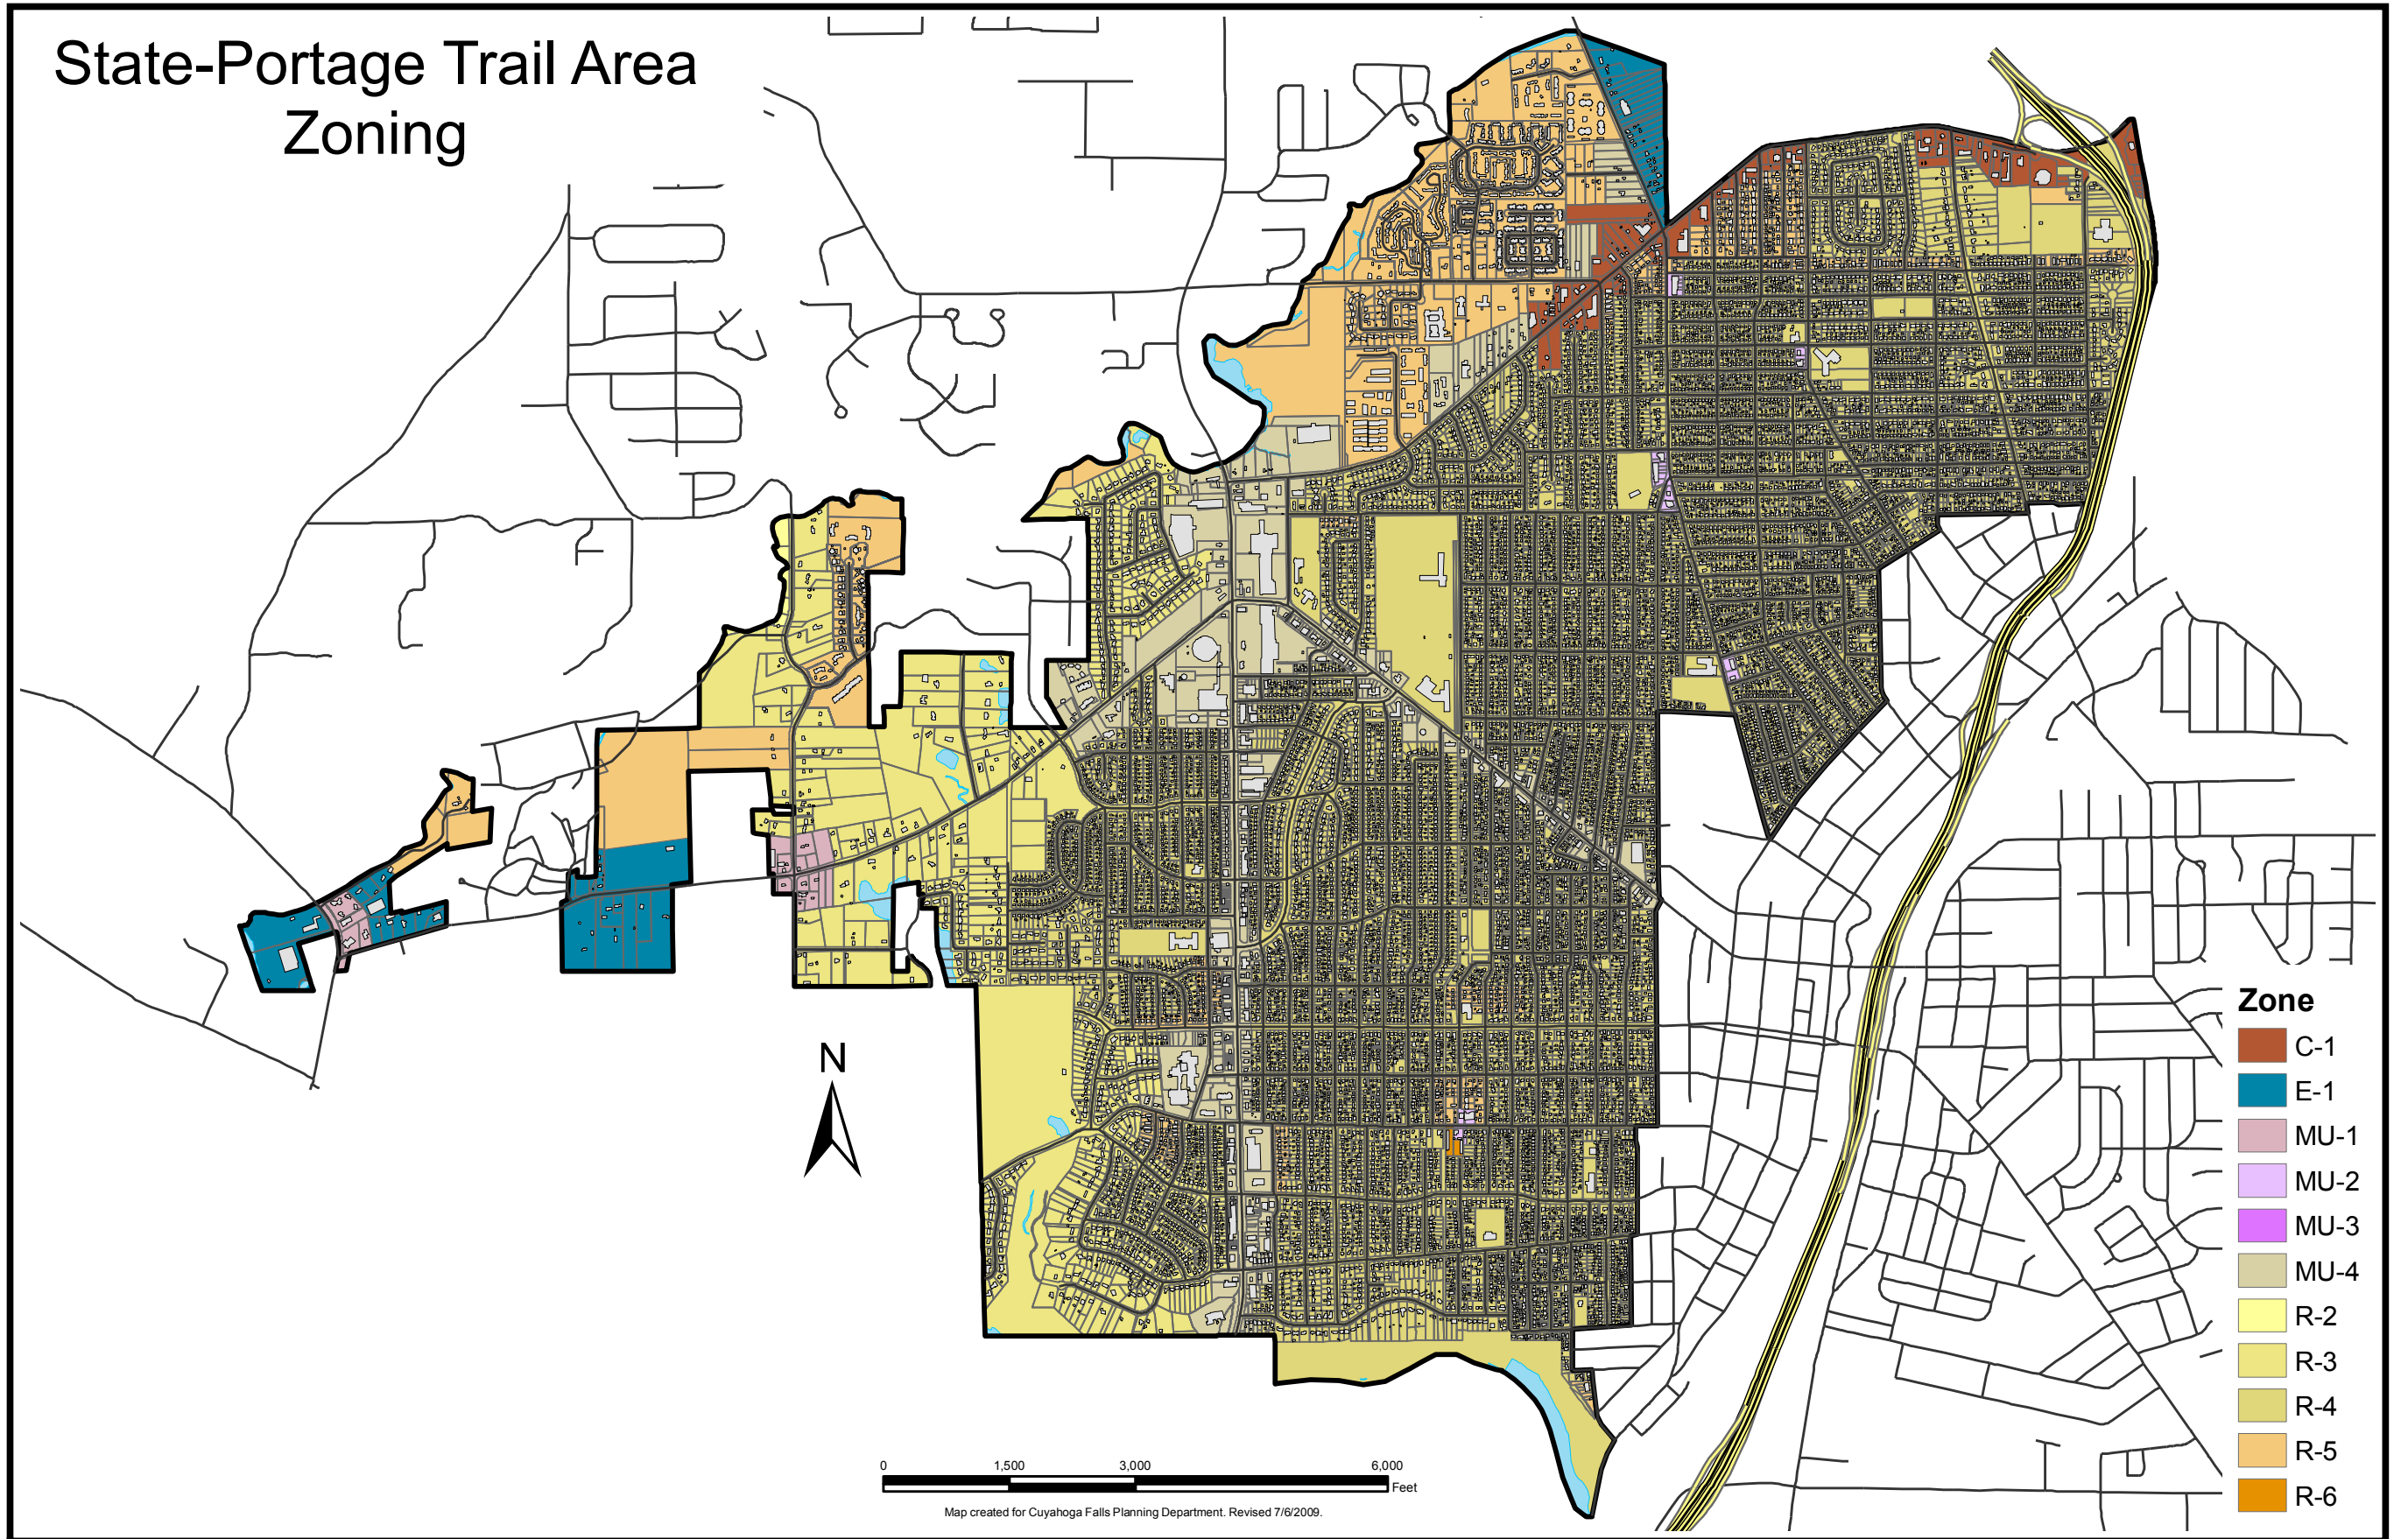 State-Portage Trail Area
Zoning
N
Zone
C-1
E-1
MU-1
MU-2
MU-3
MU-4
R-2
R-3
R-4
R-5
R-6
0 1,500 3,000 6,000
Feet
Map created for Cuyahoga Falls Planning Department. Revised 7/6/2009.